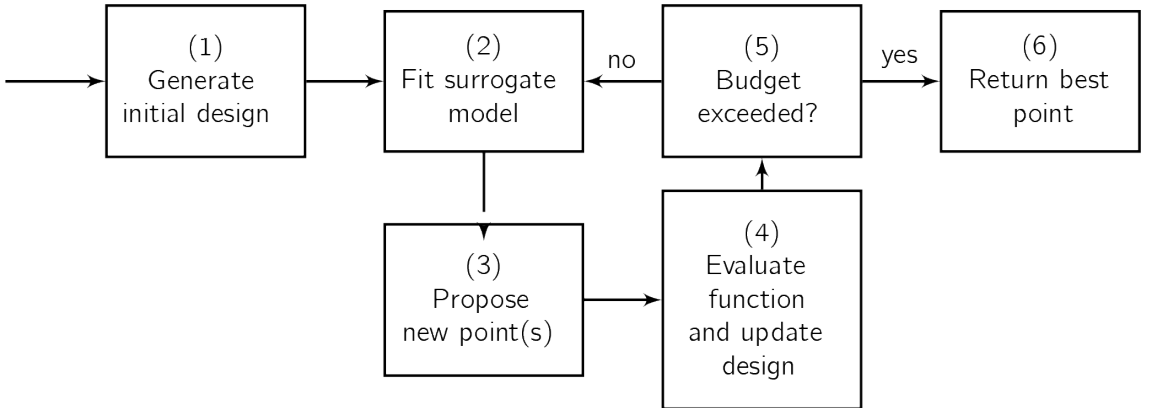 (1)
Generate
initial design
(2)
Fit surrogate
model
no
(5)
Budget
exceeded?
yes
(6)
Return best
point
(3)
Propose
new point(s)
(4)
Evaluate
function
and update
design